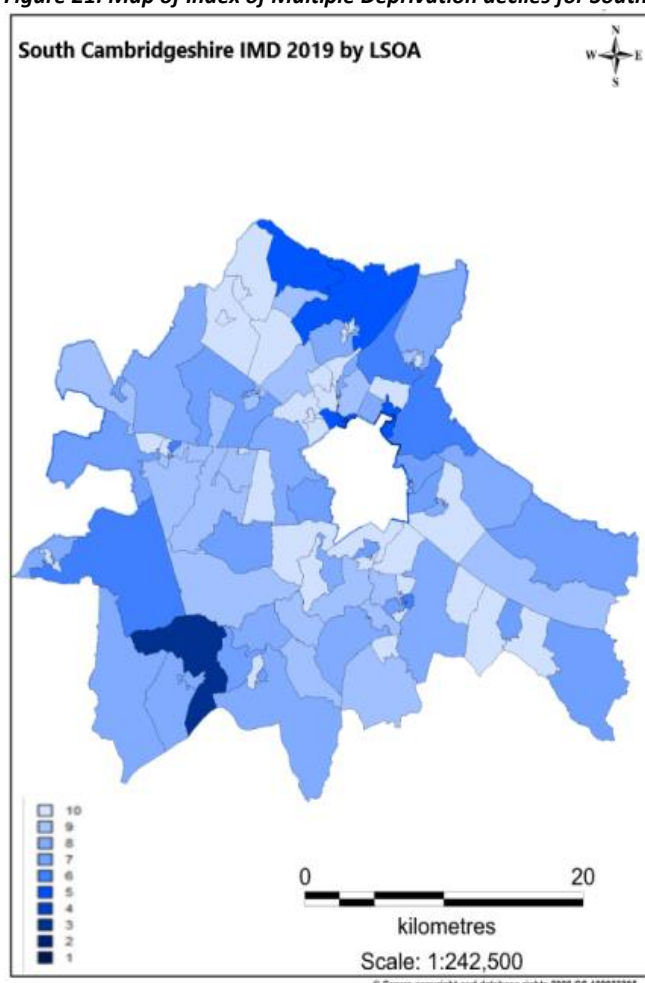 Figure 21: Map of Index of Multiple Deprivation deciles for South
South Cambridgeshire IMD 2019 by LSOA
N
W E
S
10
9
8
7
6
5
4
3
2
1
0 20
kilometres
Scale: 1:242,500